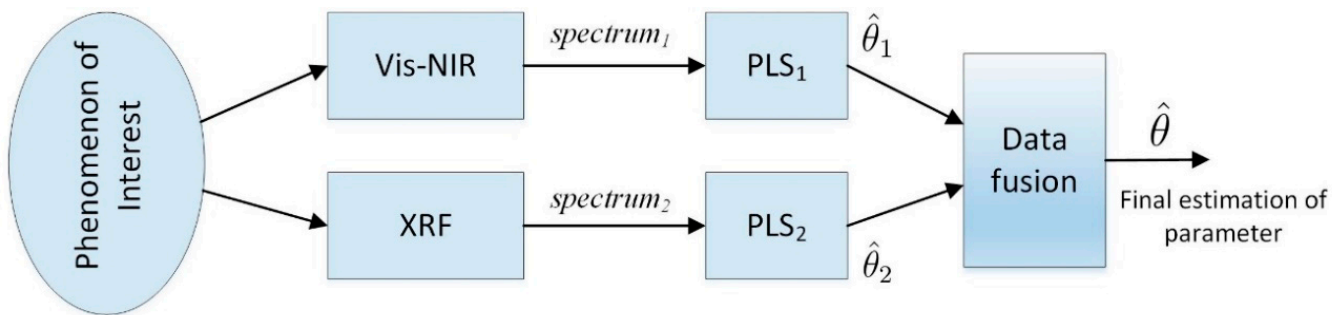 Phenomenon of
Interest
Vis-NIR
spectrum₁
PLS₁
θ̂₁
XRF
spectrum₂
PLS₂
θ̂₂
Data
fusion
θ̂
Final estimation of
parameter